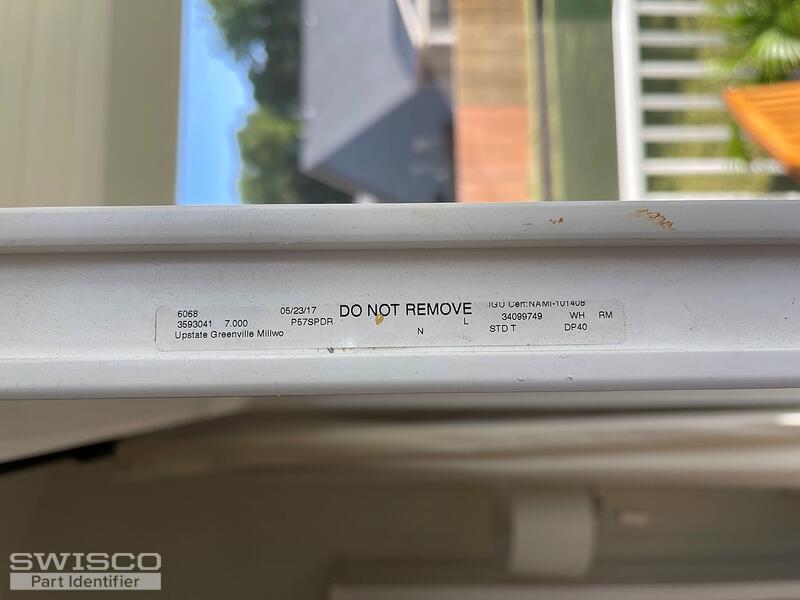 6068 05/23/17 DO NOT REMOVE IGU Cert:NAMI-101408
3593041 7.000 P57SPDR L 34099749 WH RM
Upstate Greenville Millwo N STD T DP40
SWISCO
Part Identifier